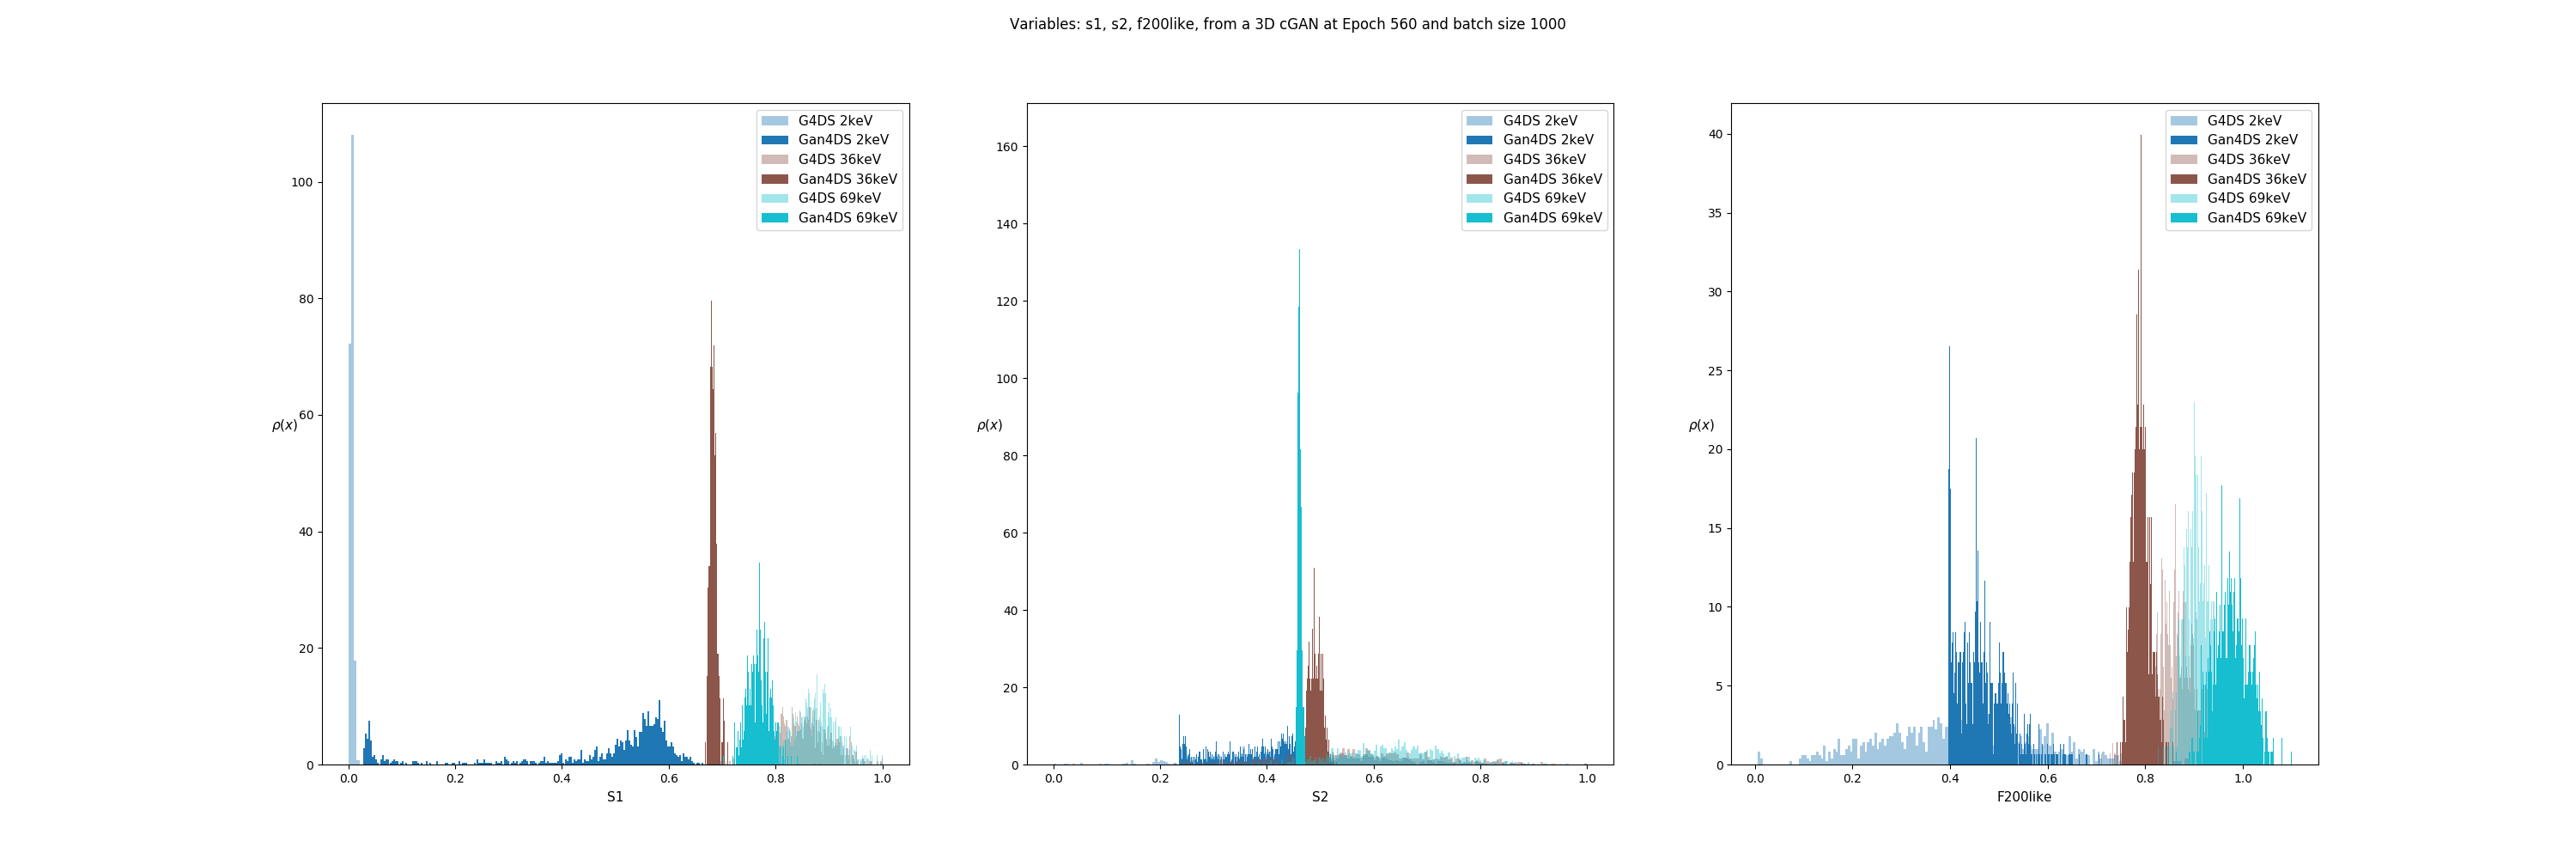 Variables: s1, s2, f200like, from a 3D cGAN at Epoch 560 and batch size 1000
G4DS 2keV
Gan4DS 2keV
G4DS 36keV
Gan4DS 36keV
G4DS 69keV
Gan4DS 69keV
100
80
60
40
20
0
ρ(x)
0.0 0.2 0.4 0.6 0.8 1.0
S1
G4DS 2keV
Gan4DS 2keV
G4DS 36keV
Gan4DS 36keV
G4DS 69keV
Gan4DS 69keV
160
140
120
100
80
60
40
20
0
ρ(x)
0.0 0.2 0.4 0.6 0.8 1.0
S2
G4DS 2keV
Gan4DS 2keV
G4DS 36keV
Gan4DS 36keV
G4DS 69keV
Gan4DS 69keV
40
35
30
25
20
15
10
5
0
ρ(x)
0.0 0.2 0.4 0.6 0.8 1.0
F200like